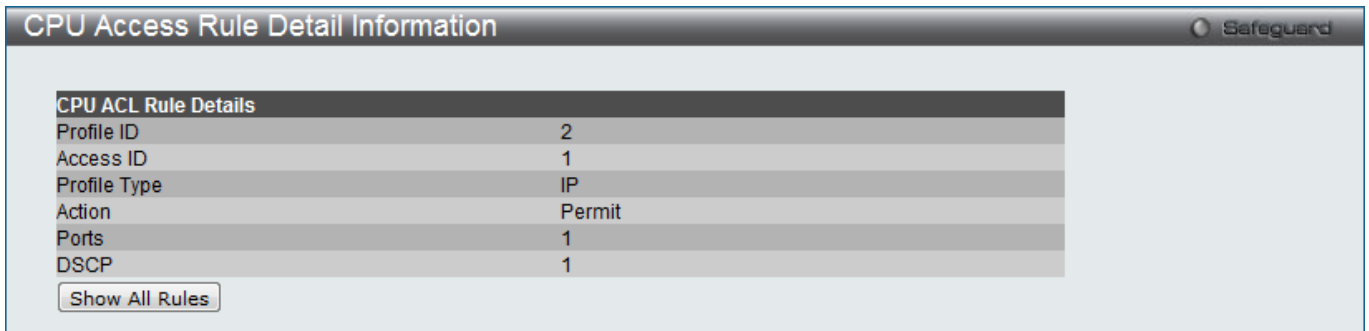 CPU Access Rule Detail Information
Safeguard
CPU ACL Rule Details
Profile ID 2
Access ID 1
Profile Type IP
Action Permit
Ports 1
DSCP 1
Show All Rules